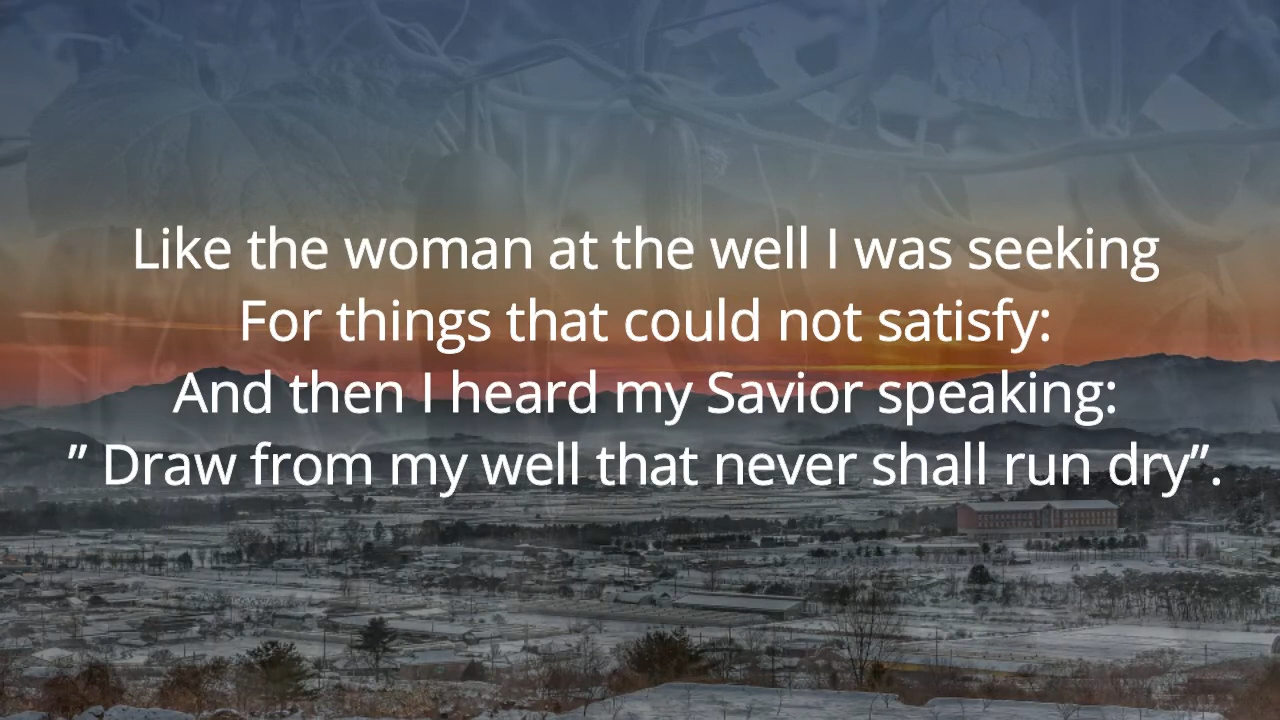 Like the woman at the well I was seeking
For things that could not satisfy:
And then I heard my Savior speaking:
” Draw from my well that never shall run dry”.